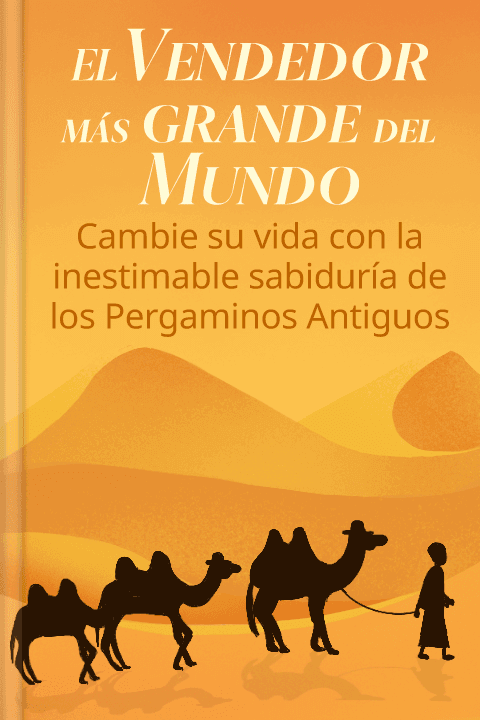 EL VENDEDOR
MÁS GRANDE DEL
MUNDO
Cambie su vida con la
inestimable sabiduría de
los Pergaminos Antiguos